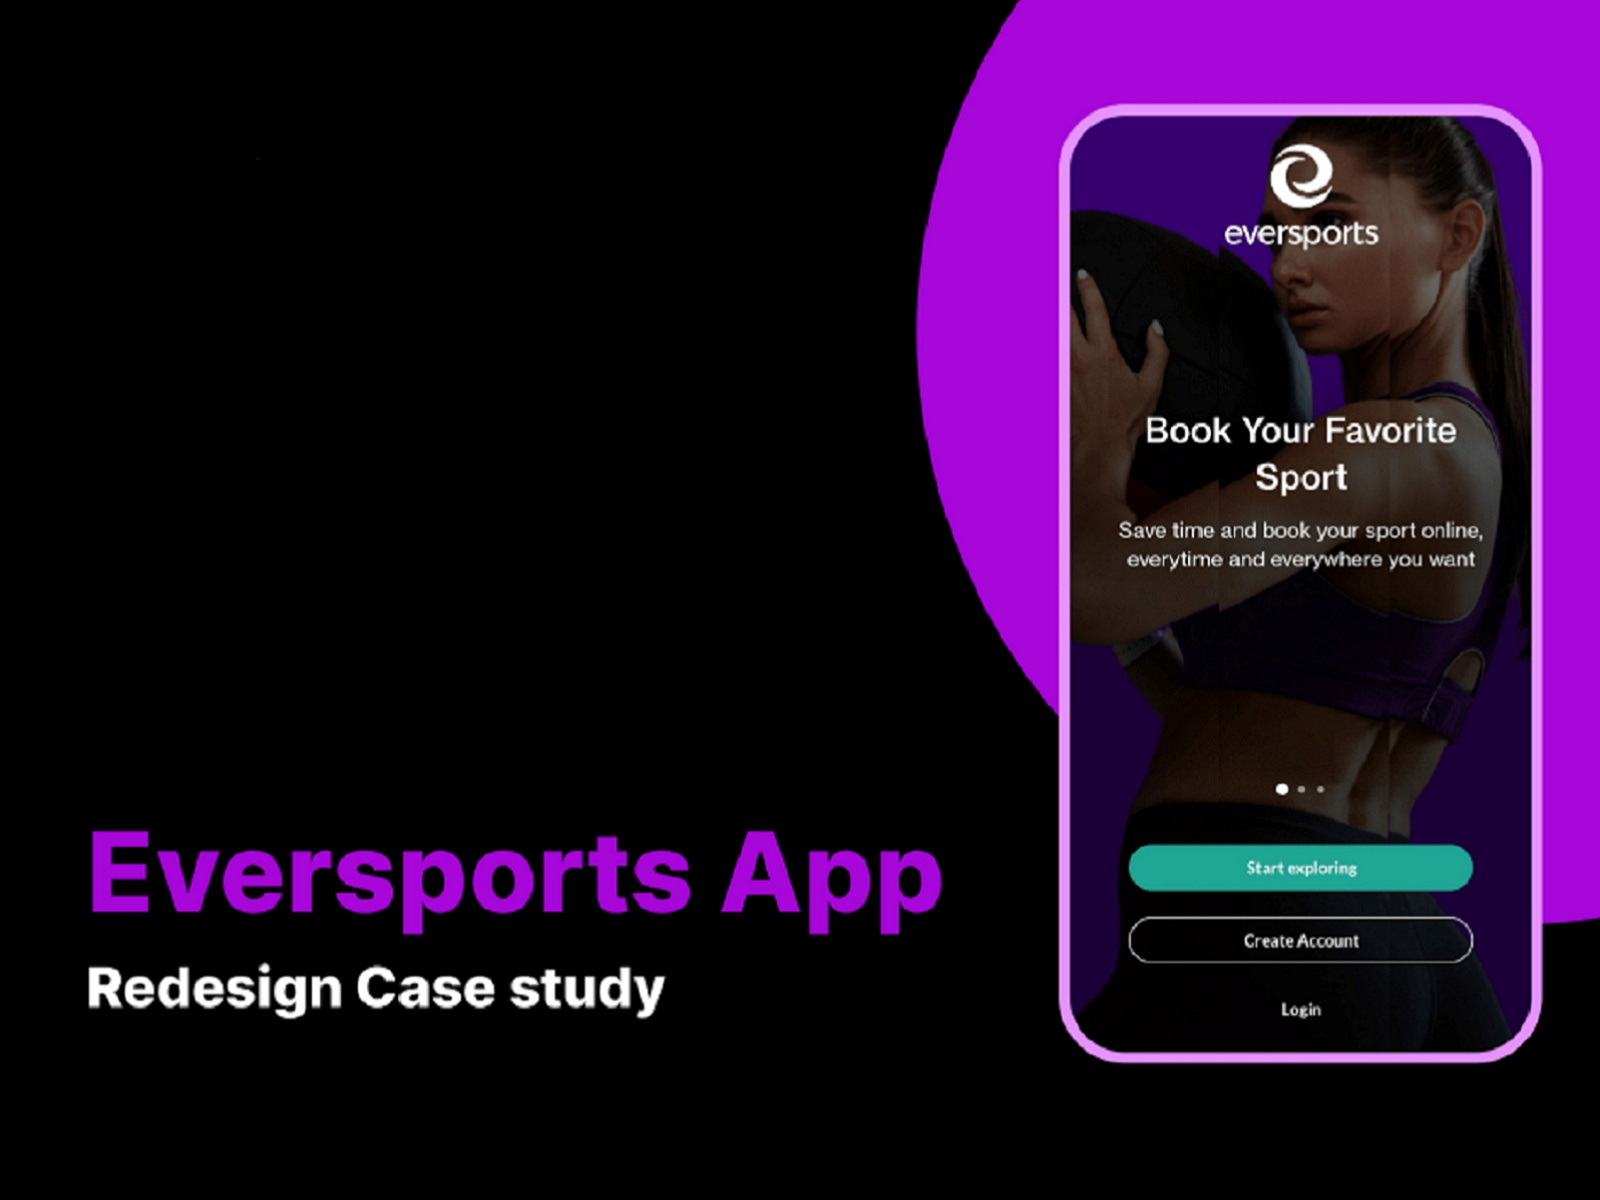 eversports
Book Your Favorite
Sport
Save time and book your sport online,
everytime and everywhere you want
Start exploring
Create Account
Login
Eversports App
Redesign Case study